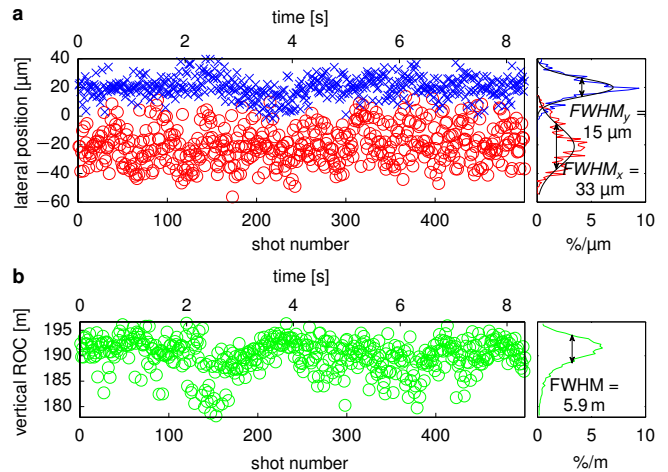 a
time [s]
0 2 4 6 8
lateral position [µm]
40
20
0
−20
−40
−60
0 100 200 300 400
shot number
FWHMy =
15 µm
FWHMx =
33 µm
0 5 10
%/µm
b
time [s]
0 2 4 6 8
vertical ROC [m]
195
190
185
180
0 100 200 300 400
shot number
FWHM =
5.9 m
0 5 10
%/m